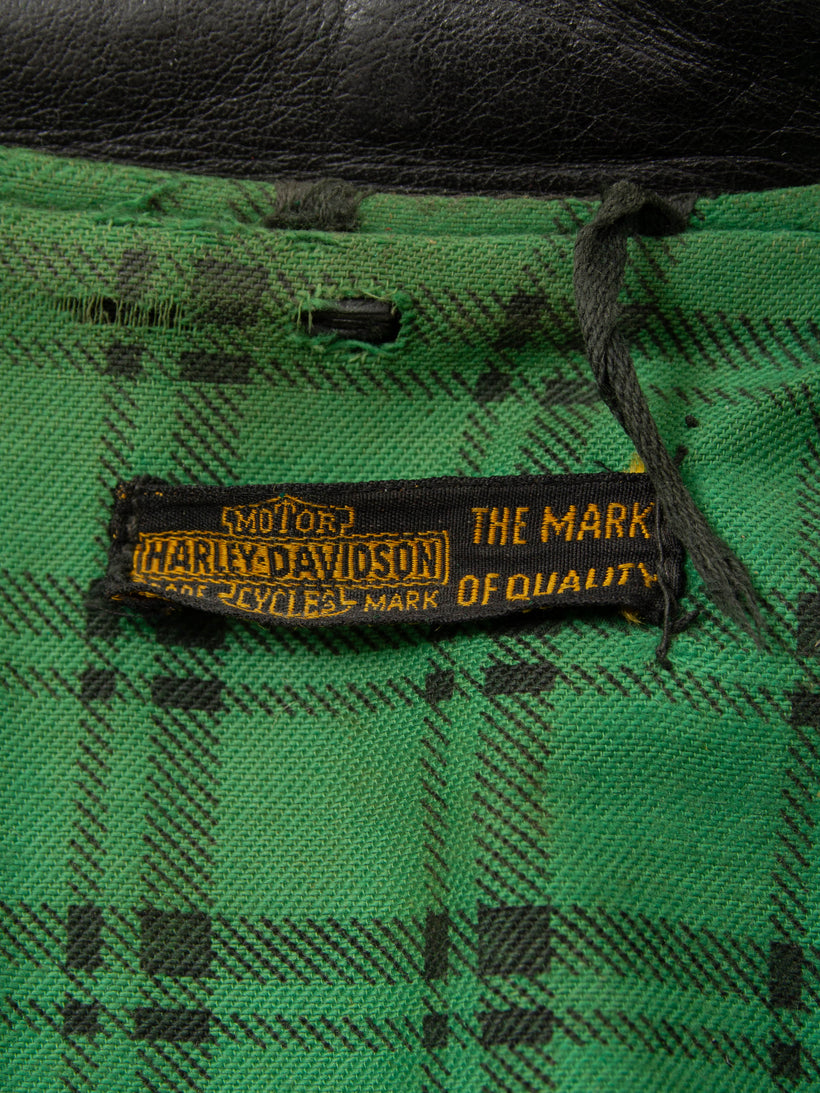 MOTOR
HARLEY-DAVIDSON
CYCLES MARK
THE MARK
OF QUALITY